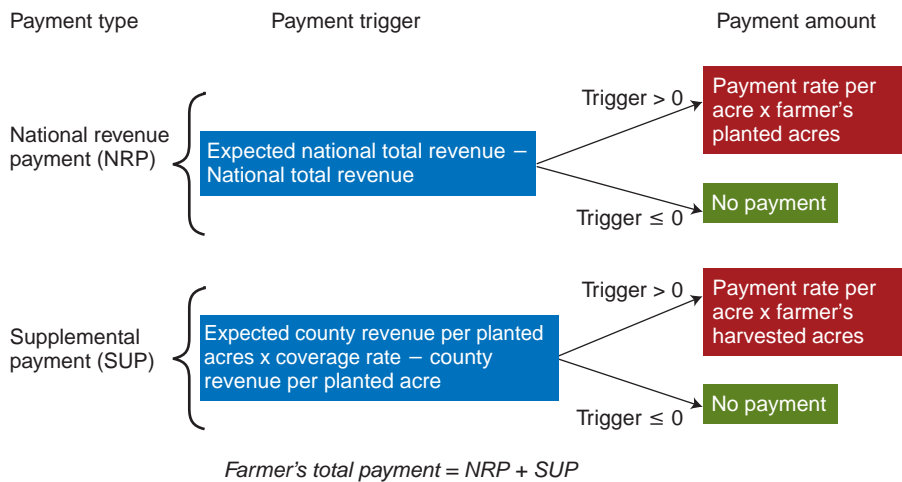 Payment type
Payment trigger
Payment amount
National revenue
payment (NRP)
Expected national total revenue −
National total revenue
Trigger > 0
Payment rate per
acre x farmer's
planted acres
Trigger ≤ 0
No payment
Supplemental
payment (SUP)
Expected county revenue per planted
acres x coverage rate − county
revenue per planted acre
Trigger > 0
Payment rate per
acre x farmer's
harvested acres
Trigger ≤ 0
No payment
Farmer's total payment = NRP + SUP